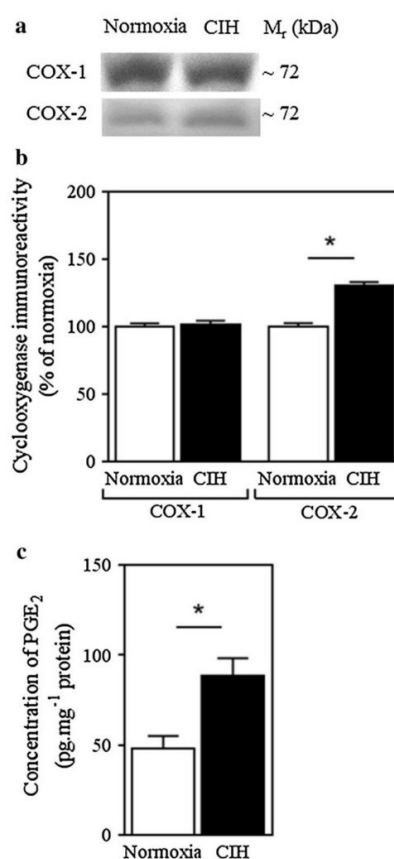 a
Normoxia CIH Mr (kDa)
COX-1 ~ 72
COX-2 ~ 72
b
Cyclooxygenase immunoreactivity
(% of normoxia)
200
150
100
50
0
*
Normoxia CIH Normoxia CIH
COX-1 COX-2
c
Concentration of PGE2
(pg.mg-1 protein)
150
100
50
0
*
Normoxia CIH